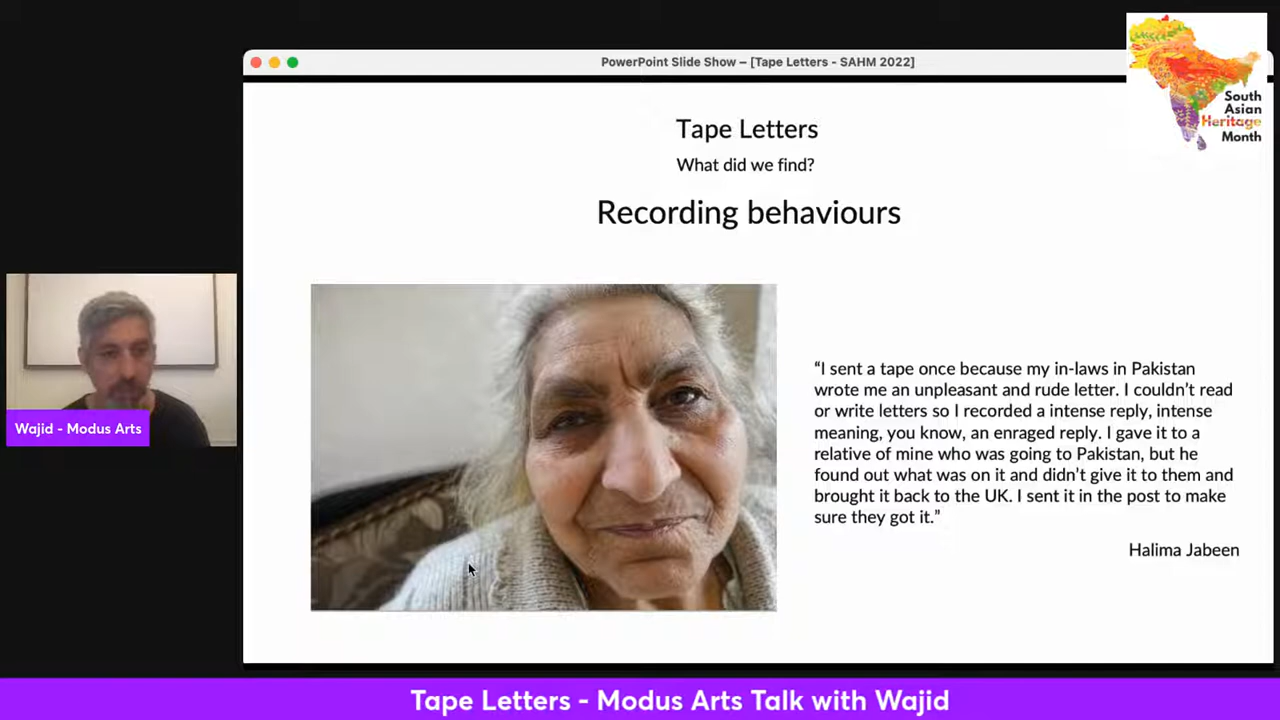 PowerPoint Slide Show – [Tape Letters - SAHM 2022]
South
Asian
Heritage
Month
Tape Letters
What did we find?
Recording behaviours
“I sent a tape once because my in-laws in Pakistan
wrote me an unpleasant and rude letter. I couldn’t read
or write letters so I recorded a intense reply, intense
meaning, you know, an enraged reply. I gave it to a
relative of mine who was going to Pakistan, but he
found out what was on it and didn’t give it to them and
brought it back to the UK. I sent it in the post to make
sure they got it.”
Halima Jabeen
Wajid - Modus Arts
Tape Letters - Modus Arts Talk with Wajid